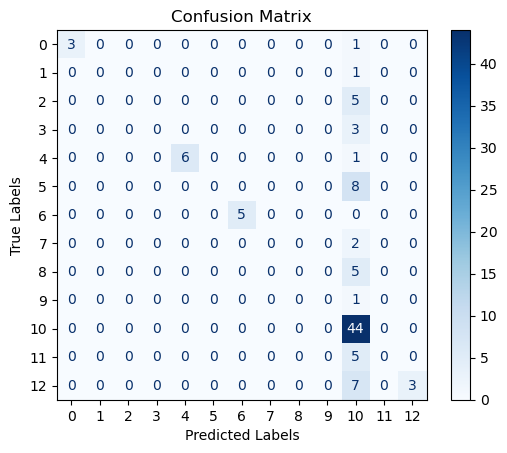 Confusion Matrix
0 3 0 0 0 0 0 0 0 0 0 1 0 0
1 0 0 0 0 0 0 0 0 0 0 1 0 0
2 0 0 0 0 0 0 0 0 0 0 5 0 0
3 0 0 0 0 0 0 0 0 0 0 3 0 0
4 0 0 0 0 6 0 0 0 0 0 1 0 0
5 0 0 0 0 0 0 0 0 0 0 8 0 0
6 0 0 0 0 0 0 5 0 0 0 0 0 0
7 0 0 0 0 0 0 0 0 0 0 2 0 0
8 0 0 0 0 0 0 0 0 0 0 5 0 0
9 0 0 0 0 0 0 0 0 0 0 1 0 0
10 0 0 0 0 0 0 0 0 0 0 44 0 0
11 0 0 0 0 0 0 0 0 0 0 5 0 0
12 0 0 0 0 0 0 0 0 0 0 7 0 3
0 1 2 3 4 5 6 7 8 9 10 11 12
Predicted Labels
True Labels
40
35
30
25
20
15
10
5
0